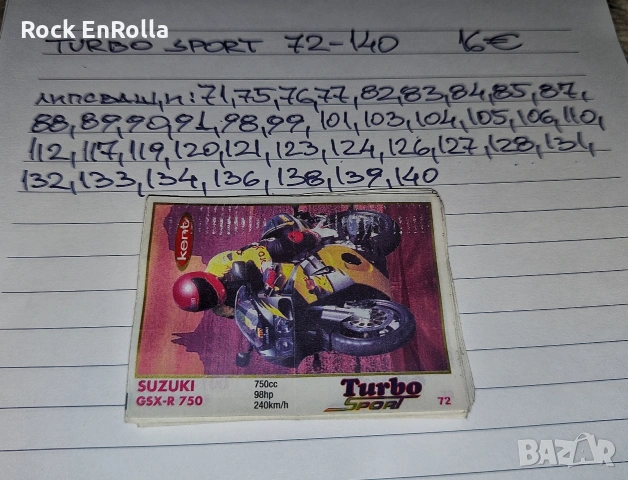 Rock EnRolla
TURBO SPORT 72-140 16€
ЛИПСВАЩИ: 71,75,76,77,82,83,84,85,87,
88,89,90,91,98,99,101,103,104,105,106,110,
112,117,119,120,121,123,124,126,127,128,131,
132,133,134,136,138,139,140
kent
SUZUKI
GSX-R 750
750cc
98hp
240km/h
Turbo
SPORT
72
BAZAR